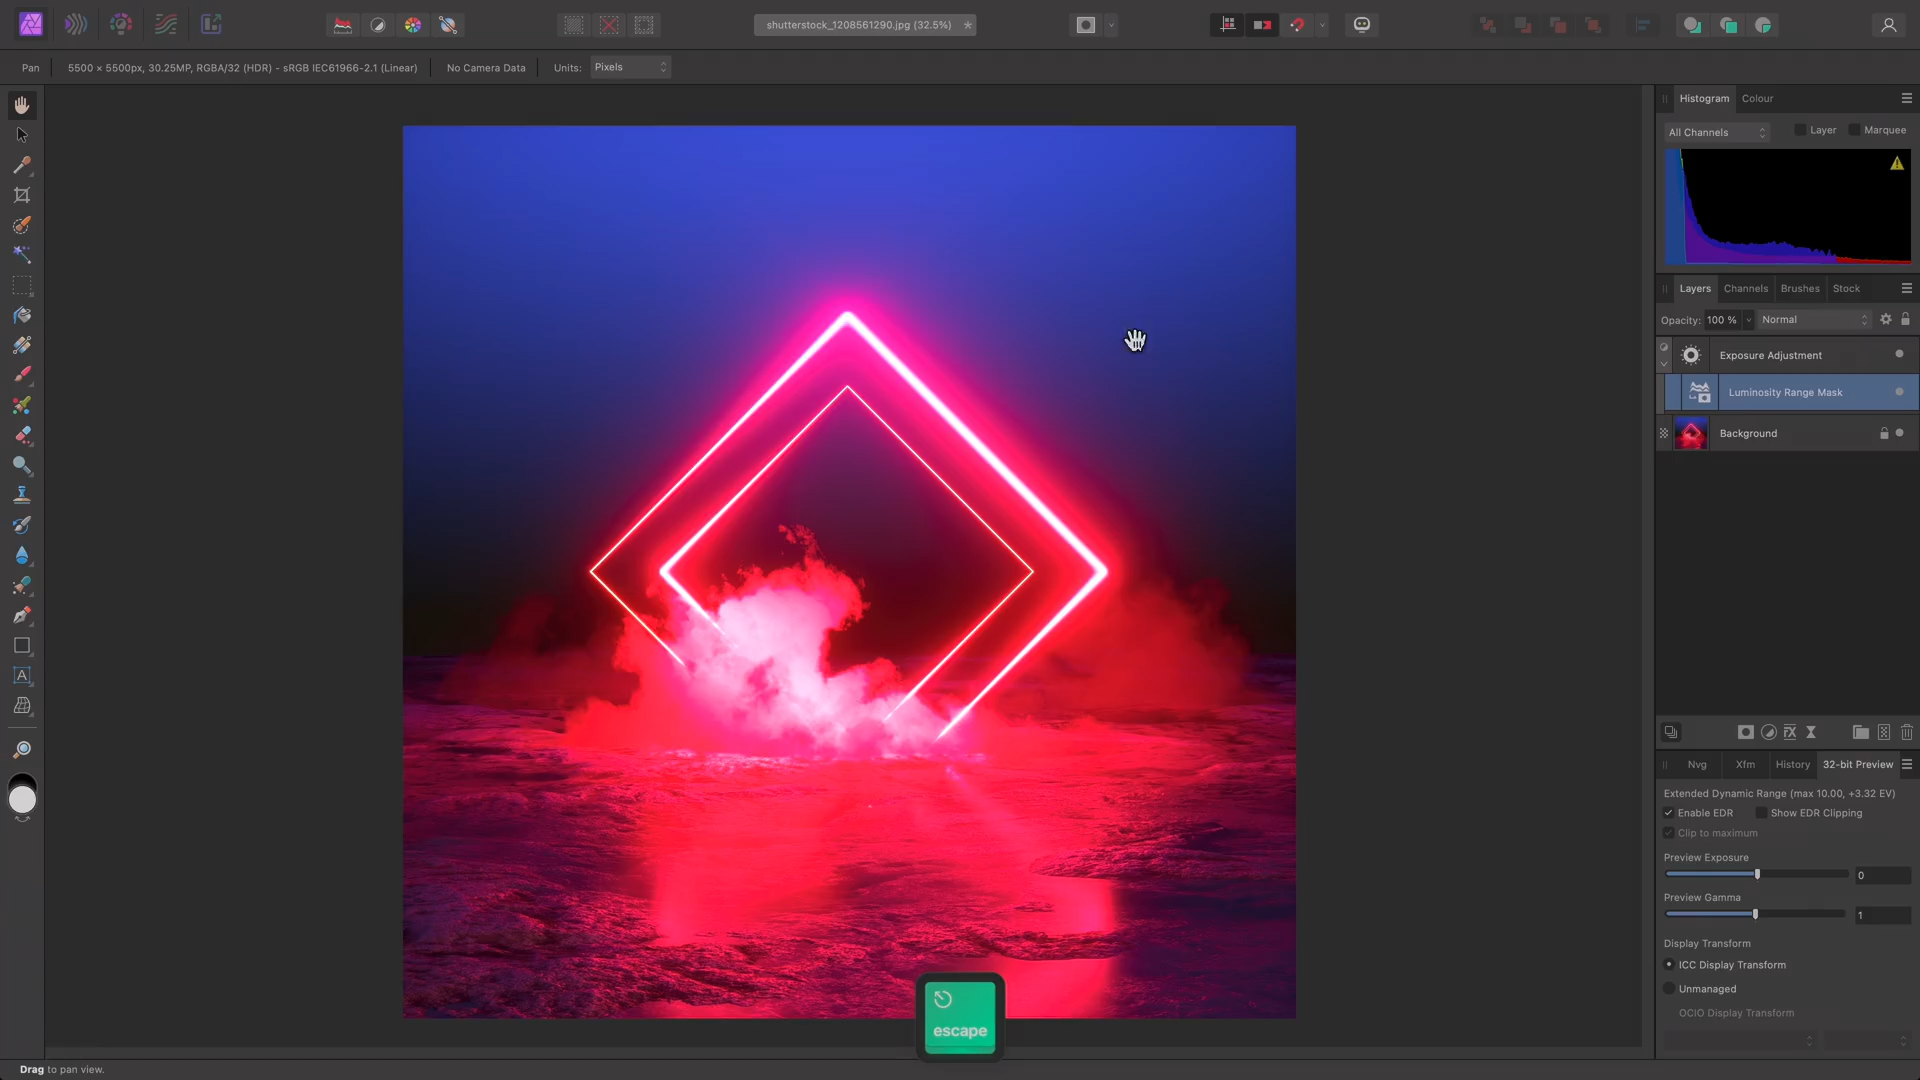 shutterstock_1208561290.jpg (32.5%)
Pan
5500 × 5500px, 30.25MP, RGBA/32 (HDR) - sRGB IEC61966-2.1 (Linear)
No Camera Data
Units:
Pixels
Histogram
Colour
All Channels
Layer
Marquee
Layers
Channels
Brushes
Stock
Opacity:
100 %
Normal
Exposure Adjustment
Luminosity Range Mask
Background
Nvg
Xfm
History
32-bit Preview
Extended Dynamic Range (max 10.00, +3.32 EV)
Enable EDR
Show EDR Clipping
Clip to maximum
Preview Exposure
0
Preview Gamma
1
Display Transform
ICC Display Transform
Unmanaged
OCIO Display Transform
A
FX
escape
Drag to pan view.